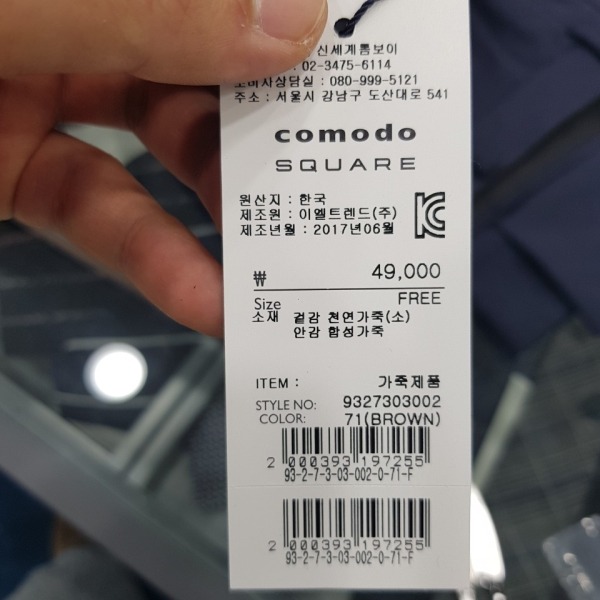 신세계톰보이
02-3475-6114
소비자상담실 : 080-999-5121
주소 : 서울시 강남구 도산대로 541
comodo
SQUARE
원산지 : 한국
제조원 : 이엘트렌드(주)
제조년월 : 2017년06월
₩ 49,000
Size FREE
소재 겉감 천연가죽(소)
안감 합성가죽
ITEM : 가죽제품
STYLE NO: 9327303002
COLOR: 71(BROWN)
2 000393 197255
93-2-7-3-03-002-0-71-F
2 000393 197255
93-2-7-3-03-002-0-71-F